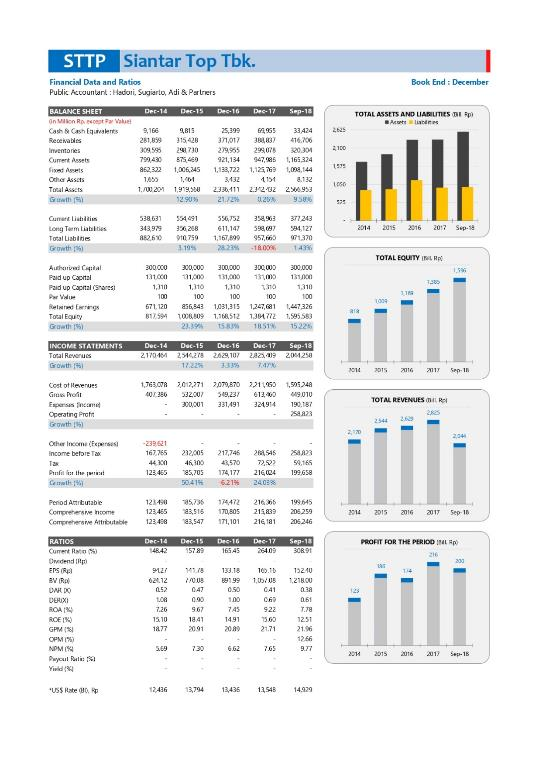 STTP Siantar Top Tbk.
Financial Data and Ratios Book End : December
Public Accountant : Hadori, Sugiarto, Adi & Partners
BALANCE SHEET Dec-14 Dec-15 Dec-16 Dec-17 Sep-18
(in Million Rp, except Par Value)
Cash & Cash Equivalents 9,166 9,815 25,399 69,955 33,424
Receivables 281,859 315,428 371,017 388,837 416,706
Inventories 309,595 298,730 279,955 299,078 320,304
Current Assets 799,430 875,469 921,134 947,986 1,165,324
Fixed Assets 862,322 1,006,245 1,133,722 1,125,769 1,098,144
Other Assets 1,655 1,464 3,432 4,154 8,132
Total Assets 1,700,204 1,919,568 2,336,411 2,342,432 2,566,953
Growth (%) 12.90% 21.72% 0.26% 9.58%
Current Liabilities 538,631 554,491 556,752 358,963 377,243
Long Term Liabilities 343,979 356,268 611,148 598,697 594,127
Total Liabilities 882,610 910,759 1,167,899 957,660 971,370
Growth (%) 3.19% 28.23% -18.00% 1.43%
Authorized Capital 300,000 300,000 300,000 300,000 300,000
Paid up Capital 131,000 131,000 131,000 131,000 131,000
Paid up Capital (Shares) 1,310 1,310 1,310 1,310 1,310
Par Value 100 100 100 100 100
Retained Earnings 671,120 856,843 1,031,315 1,247,681 1,447,326
Total Equity 817,594 1,008,809 1,168,512 1,384,772 1,595,583
Growth (%) 23.39% 15.83% 18.51% 15.22%
INCOME STATEMENTS Dec-14 Dec-15 Dec-16 Dec-17 Sep-18
Total Revenues 2,170,464 2,544,278 2,629,107 2,825,409 2,044,258
Growth (%) 17.22% 3.33% 7.47%
Cost of Revenues 1,763,078 2,012,271 2,079,870 2,211,950 1,595,248
Gross Profit 407,386 532,007 549,237 613,460 449,010
Expenses (Income) - 300,001 331,491 324,914 190,187
Operating Profit - - - - 258,823
Growth (%)
Other Income (Expenses) -239,621 - - - -
Income before Tax 167,765 232,005 217,746 288,546 258,823
Tax 44,300 46,300 43,570 72,522 59,165
Profit for the period 123,465 185,705 174,177 216,024 199,658
Growth (%) 50.41% -6.21% 24.03%
Period Attributable 123,498 185,736 174,472 216,366 199,645
Comprehensive Income 123,465 183,516 170,805 215,839 206,259
Comprehensive Attributable 123,498 183,547 171,101 216,181 206,246
RATIOS Dec-14 Dec-15 Dec-16 Dec-17 Sep-18
Current Ratio (%) 148.42 157.89 165.45 264.09 308.91
Dividend (Rp)
EPS (Rp) 94.27 141.78 133.18 165.16 152.40
BV (Rp) 624.12 770.08 891.99 1,057.08 1,218.00
DAR (X) 0.52 0.47 0.50 0.41 0.38
DER(X) 1.08 0.90 1.00 0.69 0.61
ROA (%) 7.26 9.67 7.45 9.22 7.78
ROE (%) 15.10 18.41 14.91 15.60 12.51
GPM (%) 18.77 20.91 20.89 21.71 21.96
OPM (%) - - - - 12.66
NPM (%) 5.69 7.30 6.62 7.65 9.77
Payout Ratio (%) - - - - -
Yield (%) - - - - -
*US$ Rate (BI), Rp 12,436 13,794 13,436 13,548 14,929
TOTAL ASSETS AND LIABILITIES (Bill. Rp)
Assets Liabilities
2,625
2,100
1,575
1,050
525
-
2014 2015 2016 2017 Sep-18
TOTAL EQUITY (Bill. Rp)
818 1,009 1,169 1,385 1,596
2014 2015 2016 2017 Sep-18
TOTAL REVENUES (Bill. Rp)
2,170 2,544 2,629 2,825 2,044
2014 2015 2016 2017 Sep-18
PROFIT FOR THE PERIOD (Bill. Rp)
123 186 174 216 200
2014 2015 2016 2017 Sep-18